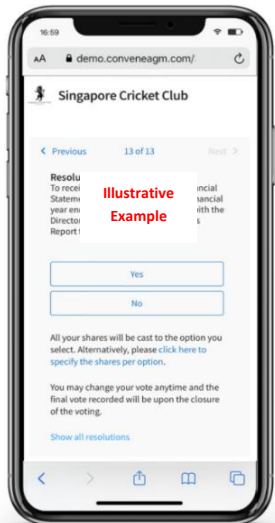 16:59
AA demo.conveneagm.com/
Singapore Cricket Club
< Previous 13 of 13 Next >
Resolu
To recei ncial
Illustrative
Stateme nancial
year en ith the
Example
Director s
Report
Yes
No
All your shares will be cast to the option you
select. Alternatively, please click here to
specify the shares per option.
You may change your vote anytime and the
final vote recorded will be upon the closure
of the voting.
Show all resolutions